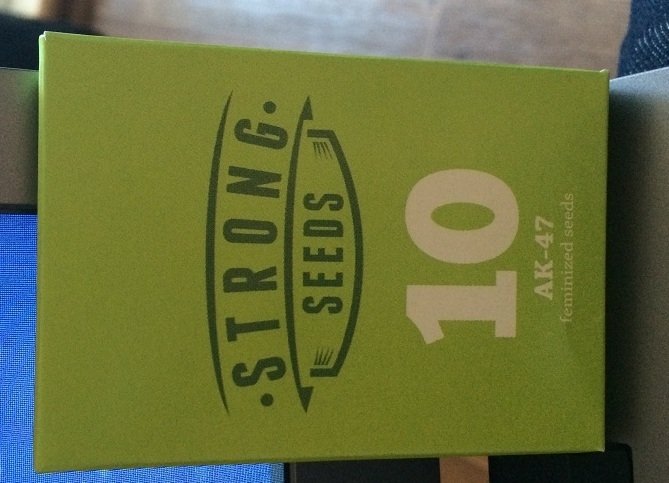 STRONG
SEEDS
10
AK-47
feminized seeds